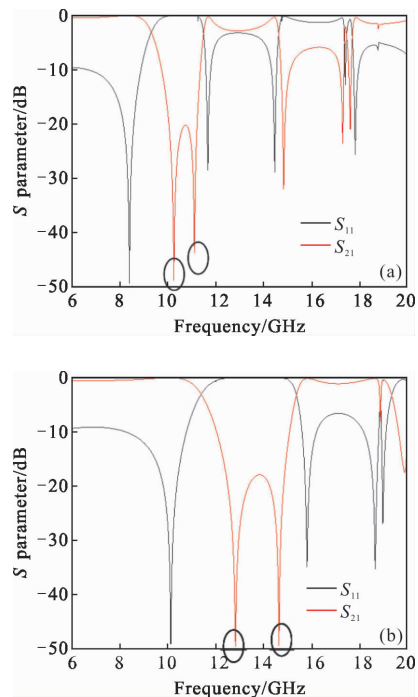 0
−10
−20
−30
−40
−50
S parameter/dB
S₁₁
S₂₁
(a)
6 8 10 12 14 16 18 20
Frequency/GHz
0
−10
−20
−30
−40
−50
S parameter/dB
S₁₁
S₂₁
(b)
6 8 10 12 14 16 18 20
Frequency/GHz